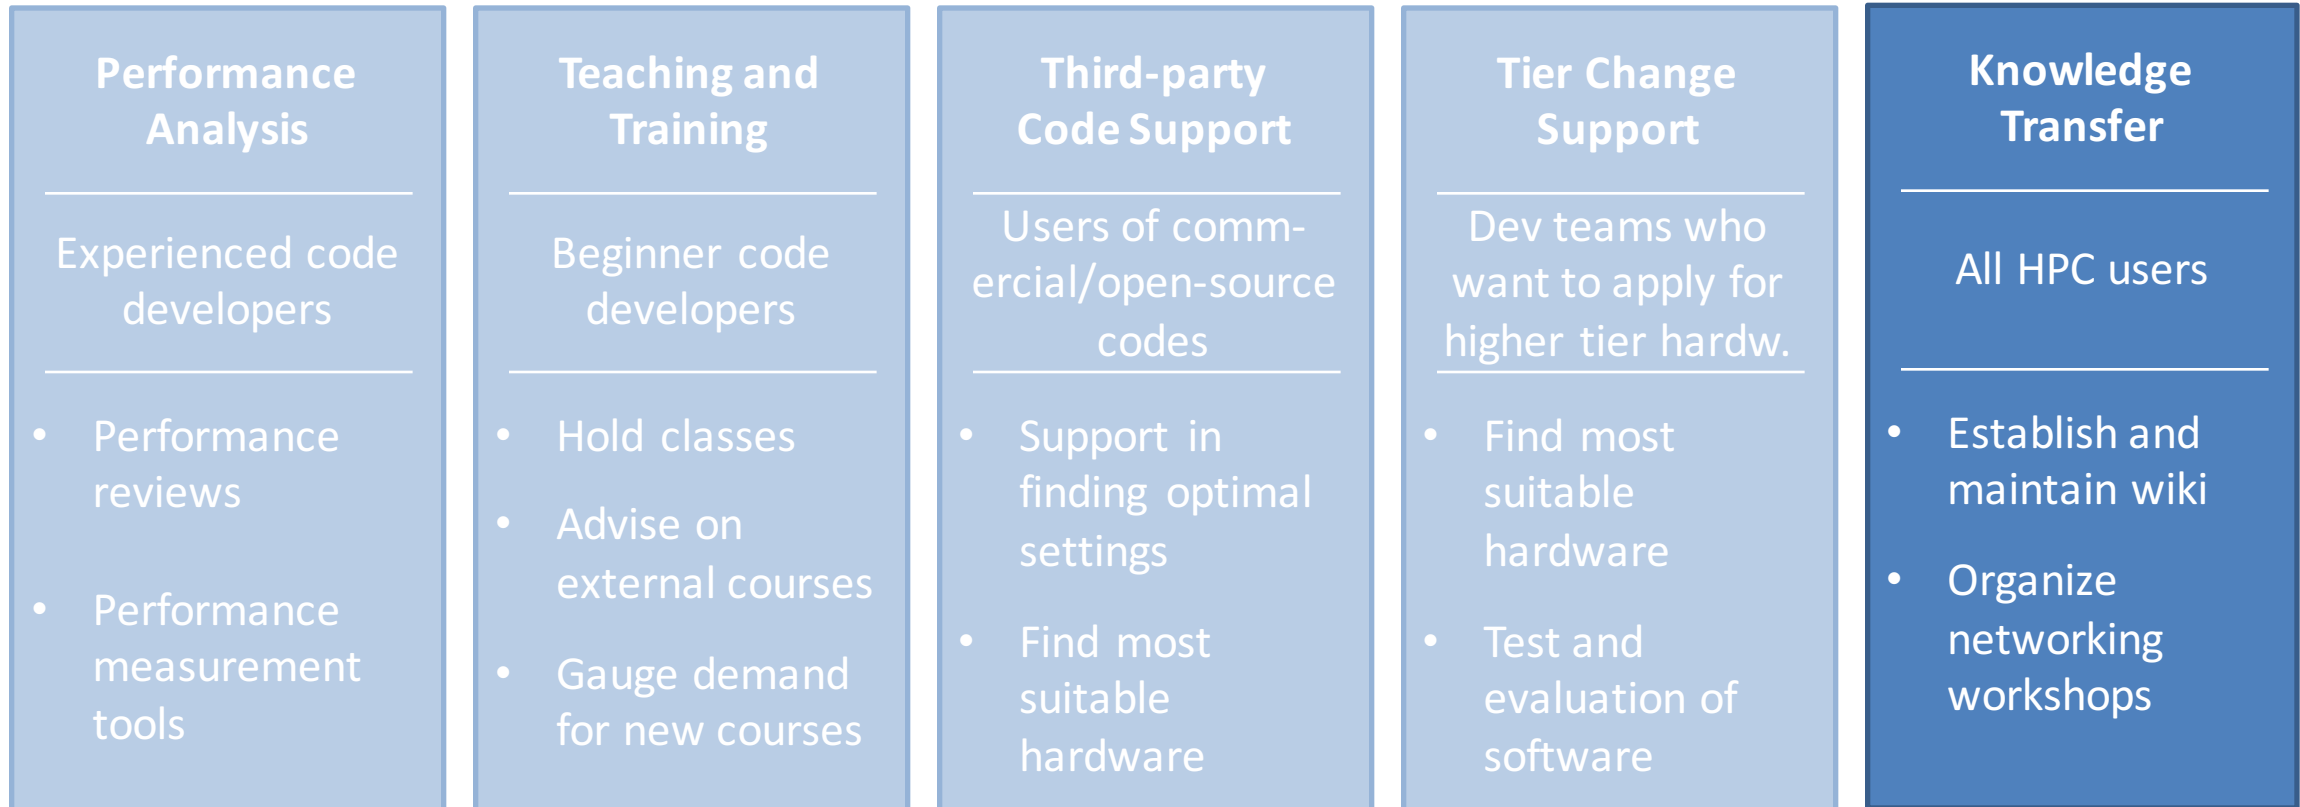 Performance
Analysis
Experienced code
developers
• Performance
reviews
• Performance
measurement
tools
Teaching and
Training
Beginner code
developers
• Hold classes
• Advise on
external courses
• Gauge demand
for new courses
Third-party
Code Support
Users of comm-
ercial/open-source
codes
• Support in
finding optimal
settings
• Find most
suitable
hardware
Tier Change
Support
Dev teams who
want to apply for
higher tier hardw.
• Find most
suitable
hardware
• Test and
evaluation of
software
Knowledge
Transfer
All HPC users
• Establish and
maintain wiki
• Organize
networking
workshops